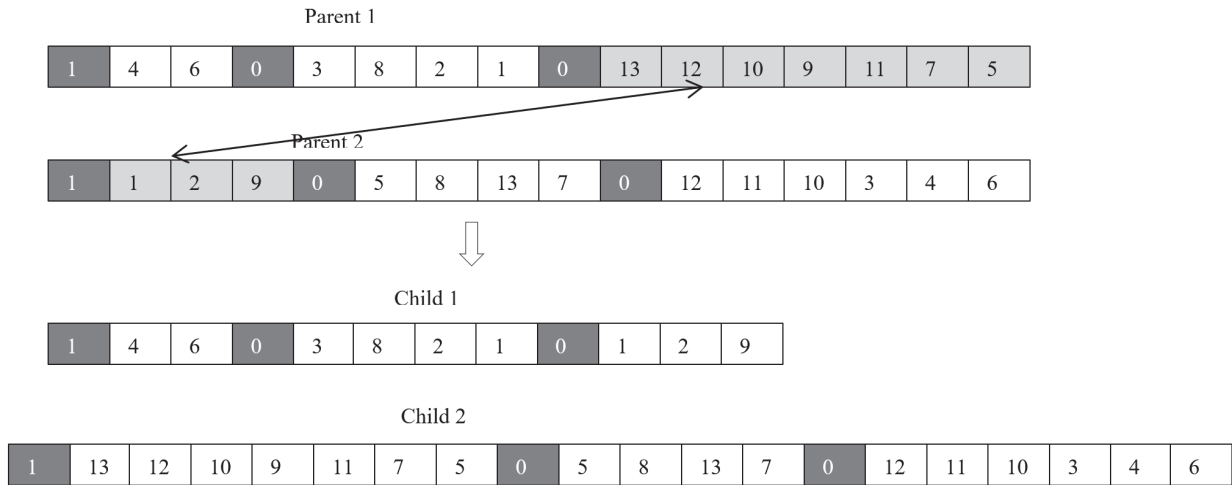 Parent 1
1 4 6 0 3 8 2 1 0 13 12 10 9 11 7 5
Parent 2
1 1 2 9 0 5 8 13 7 0 12 11 10 3 4 6
Child 1
1 4 6 0 3 8 2 1 0 1 2 9
Child 2
1 13 12 10 9 11 7 5 0 5 8 13 7 0 12 11 10 3 4 6